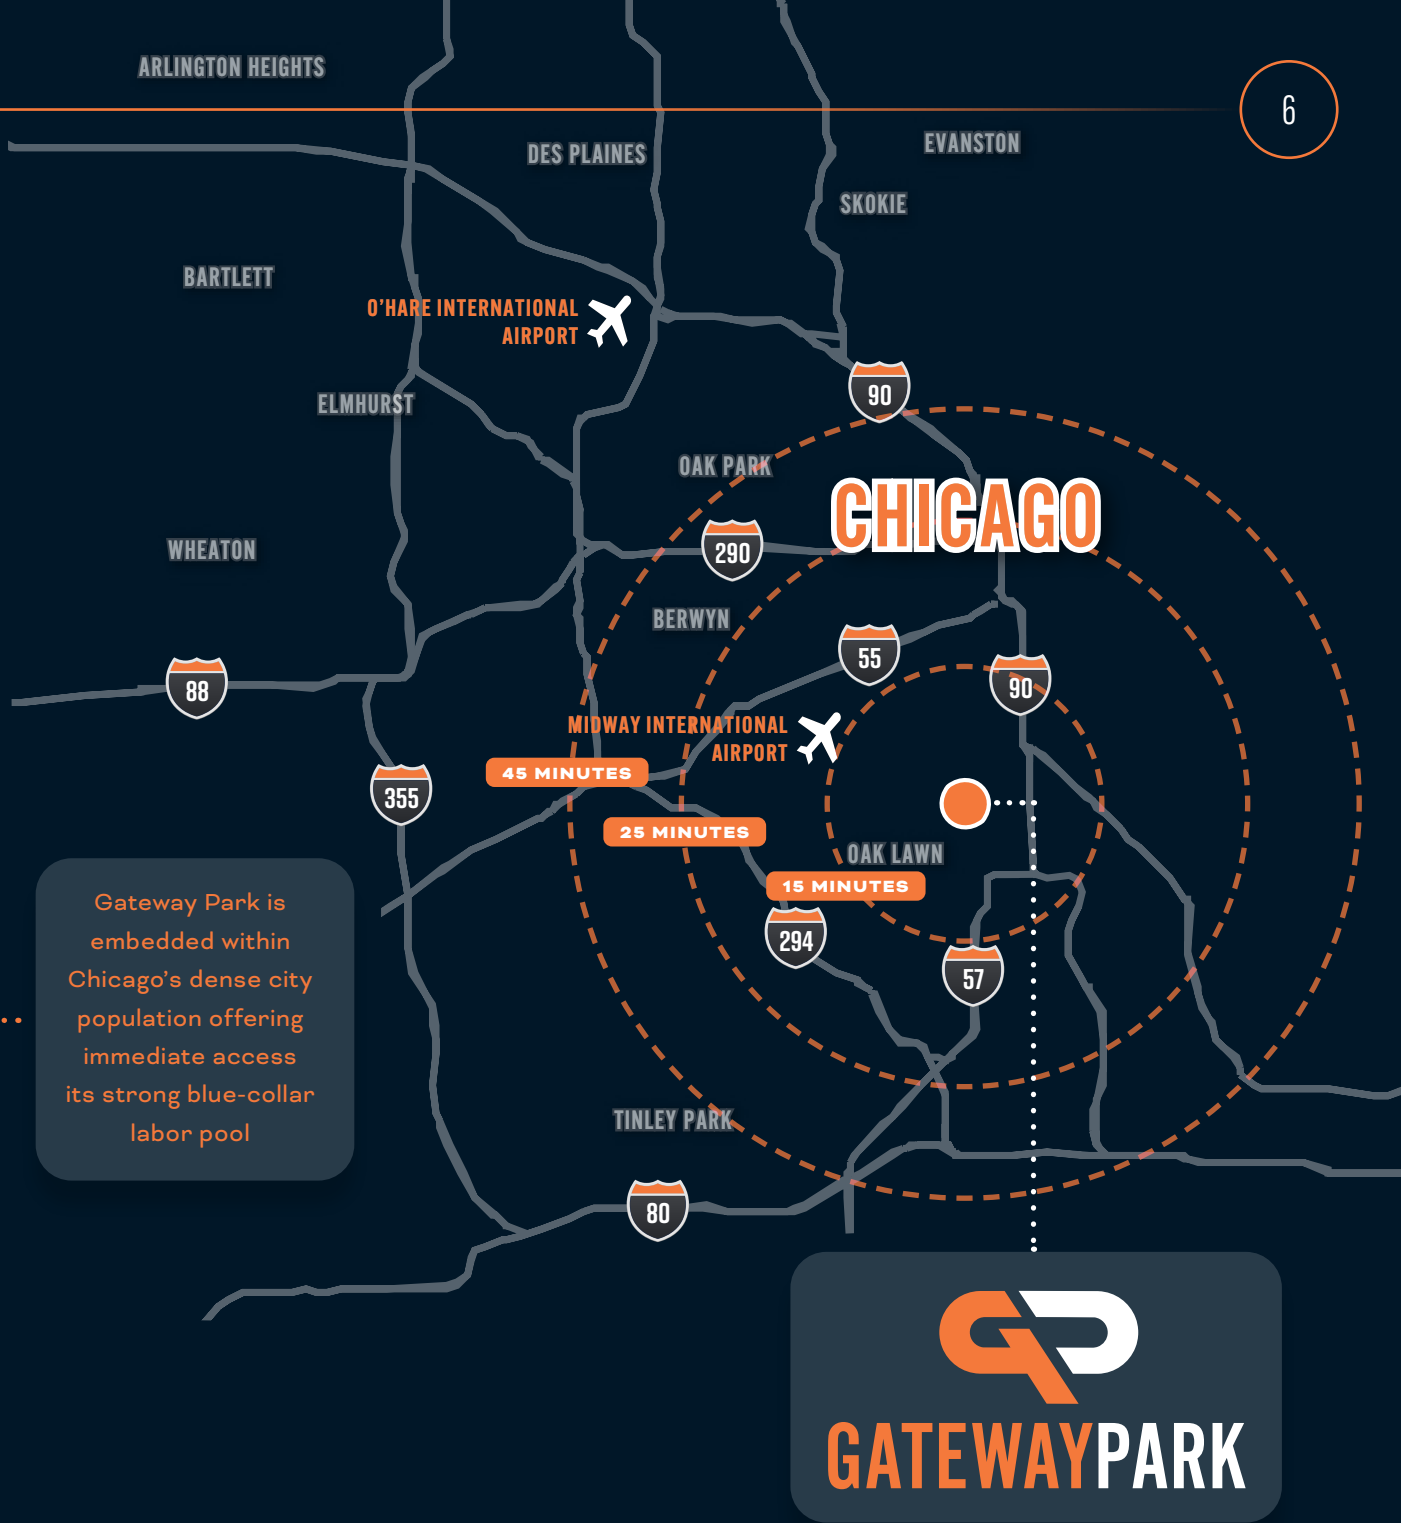 ARLINGTON HEIGHTS
6
DES PLAINES
EVANSTON
SKOKIE
BARTLETT
O'HARE INTERNATIONAL
AIRPORT
90
ELMHURST
OAK PARK
CHICAGO
WHEATON
290
BERWYN
55
90
88
MIDWAY INTERNATIONAL
AIRPORT
45 MINUTES
355
25 MINUTES
OAK LAWN
15 MINUTES
294
57
Gateway Park is
embedded within
Chicago's dense city
population offering
immediate access
its strong blue-collar
labor pool
TINLEY PARK
80
GATEWAYPARK